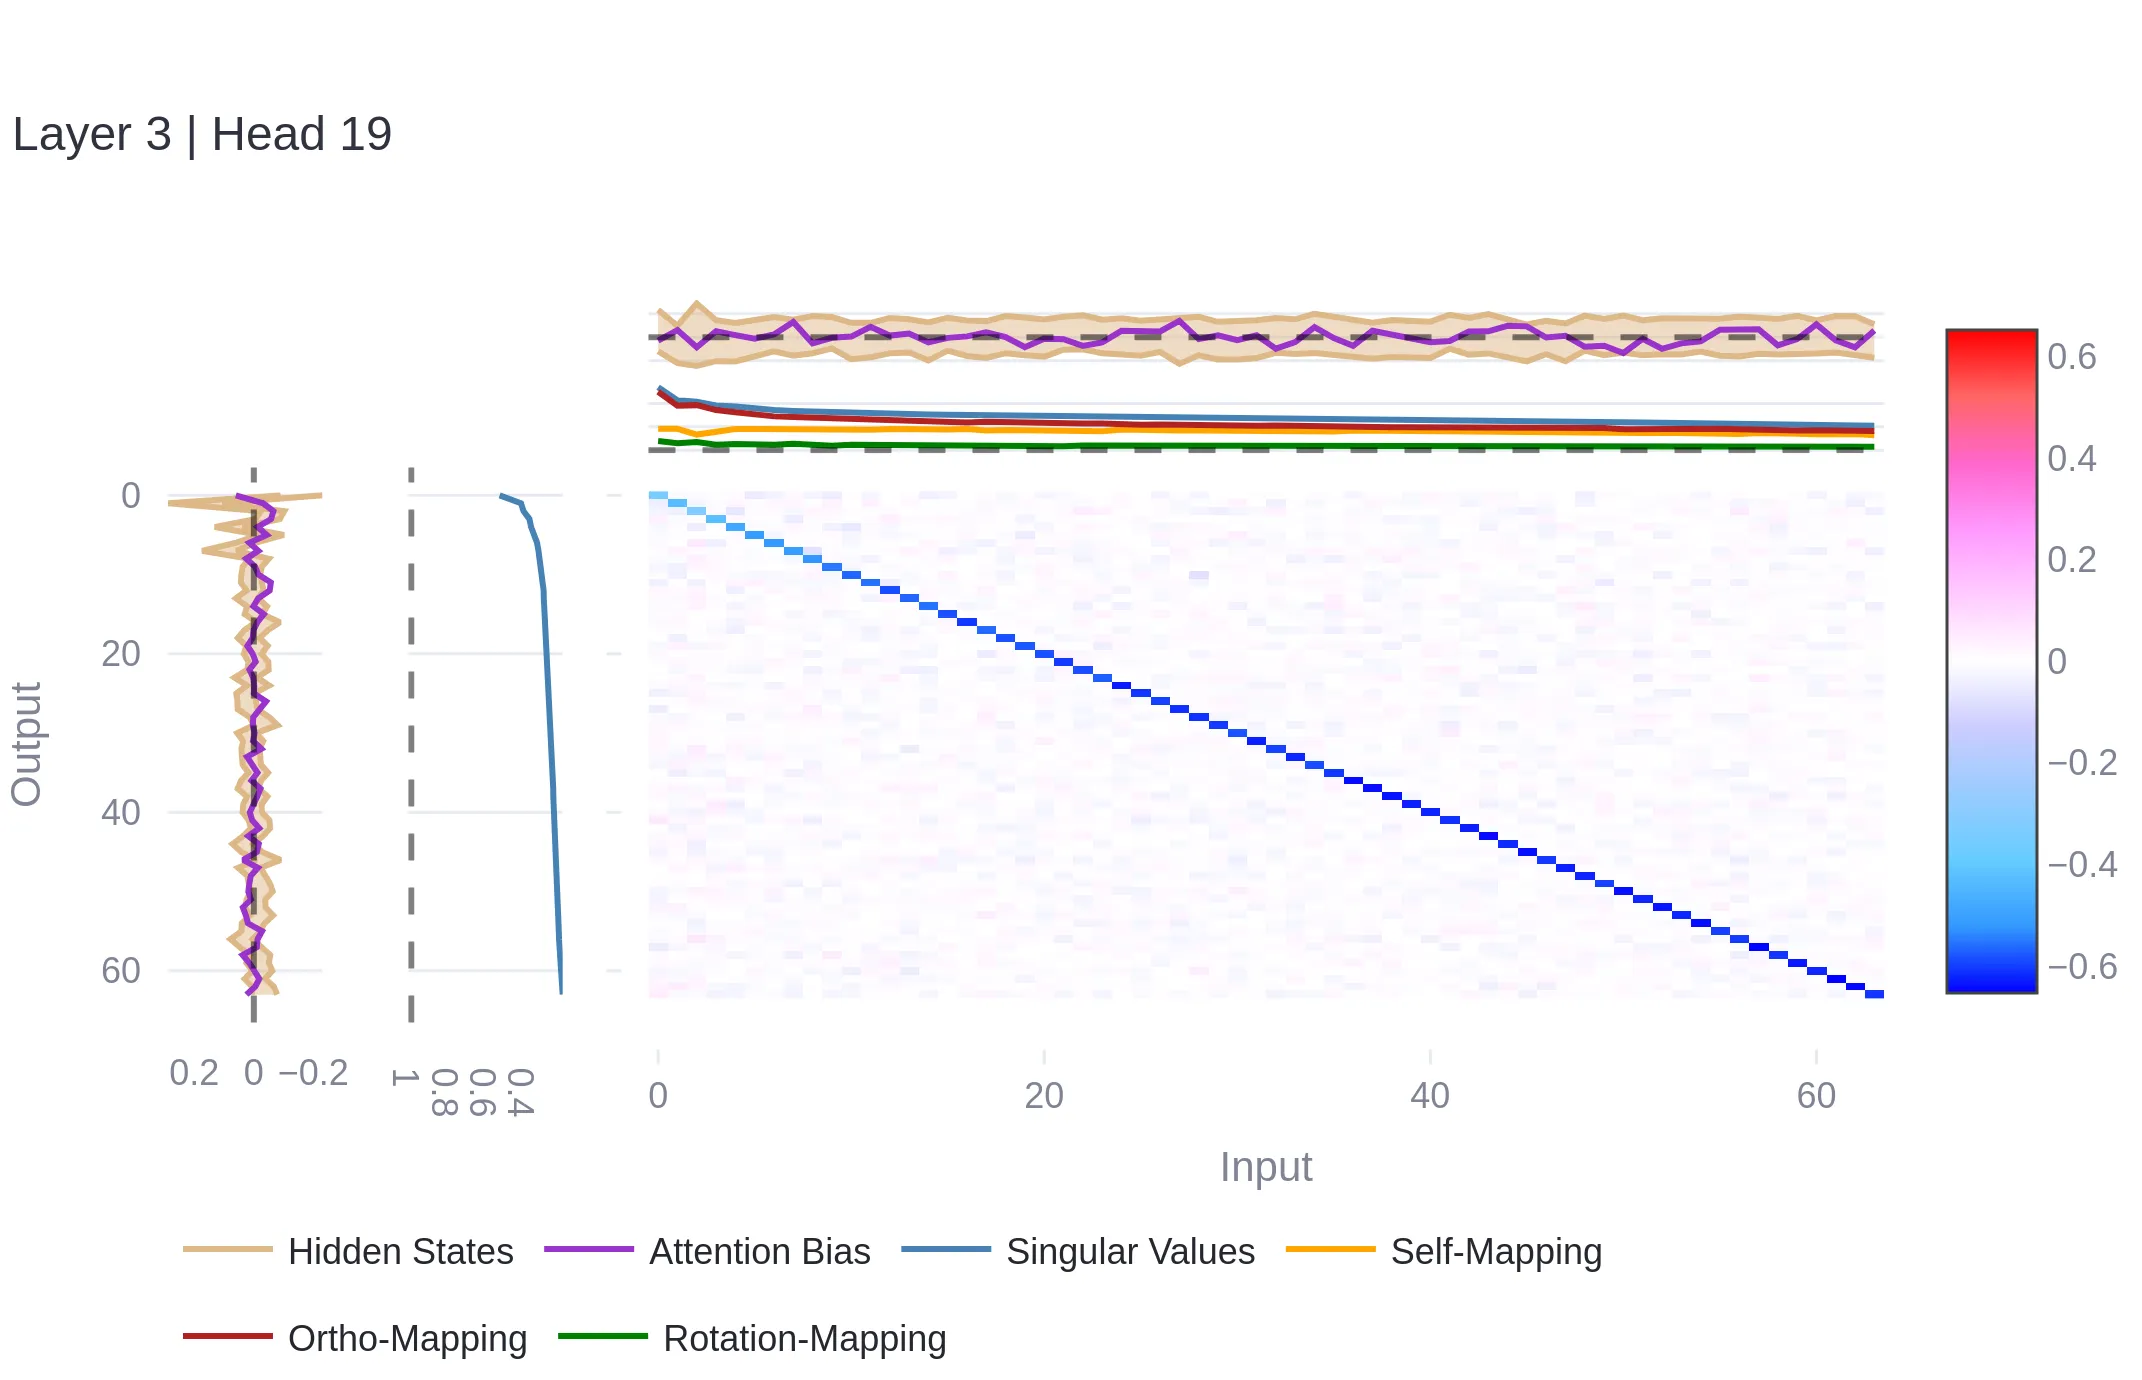 Layer 3 | Head 19
0.6
0.4
0.2
0
−0.2
−0.4
−0.6
0
20
40
60
Output
0.2 0 −0.2
1
0.8
0.6
0.4
0 20 40 60
Input
Hidden States Attention Bias Singular Values Self-Mapping
Ortho-Mapping Rotation-Mapping